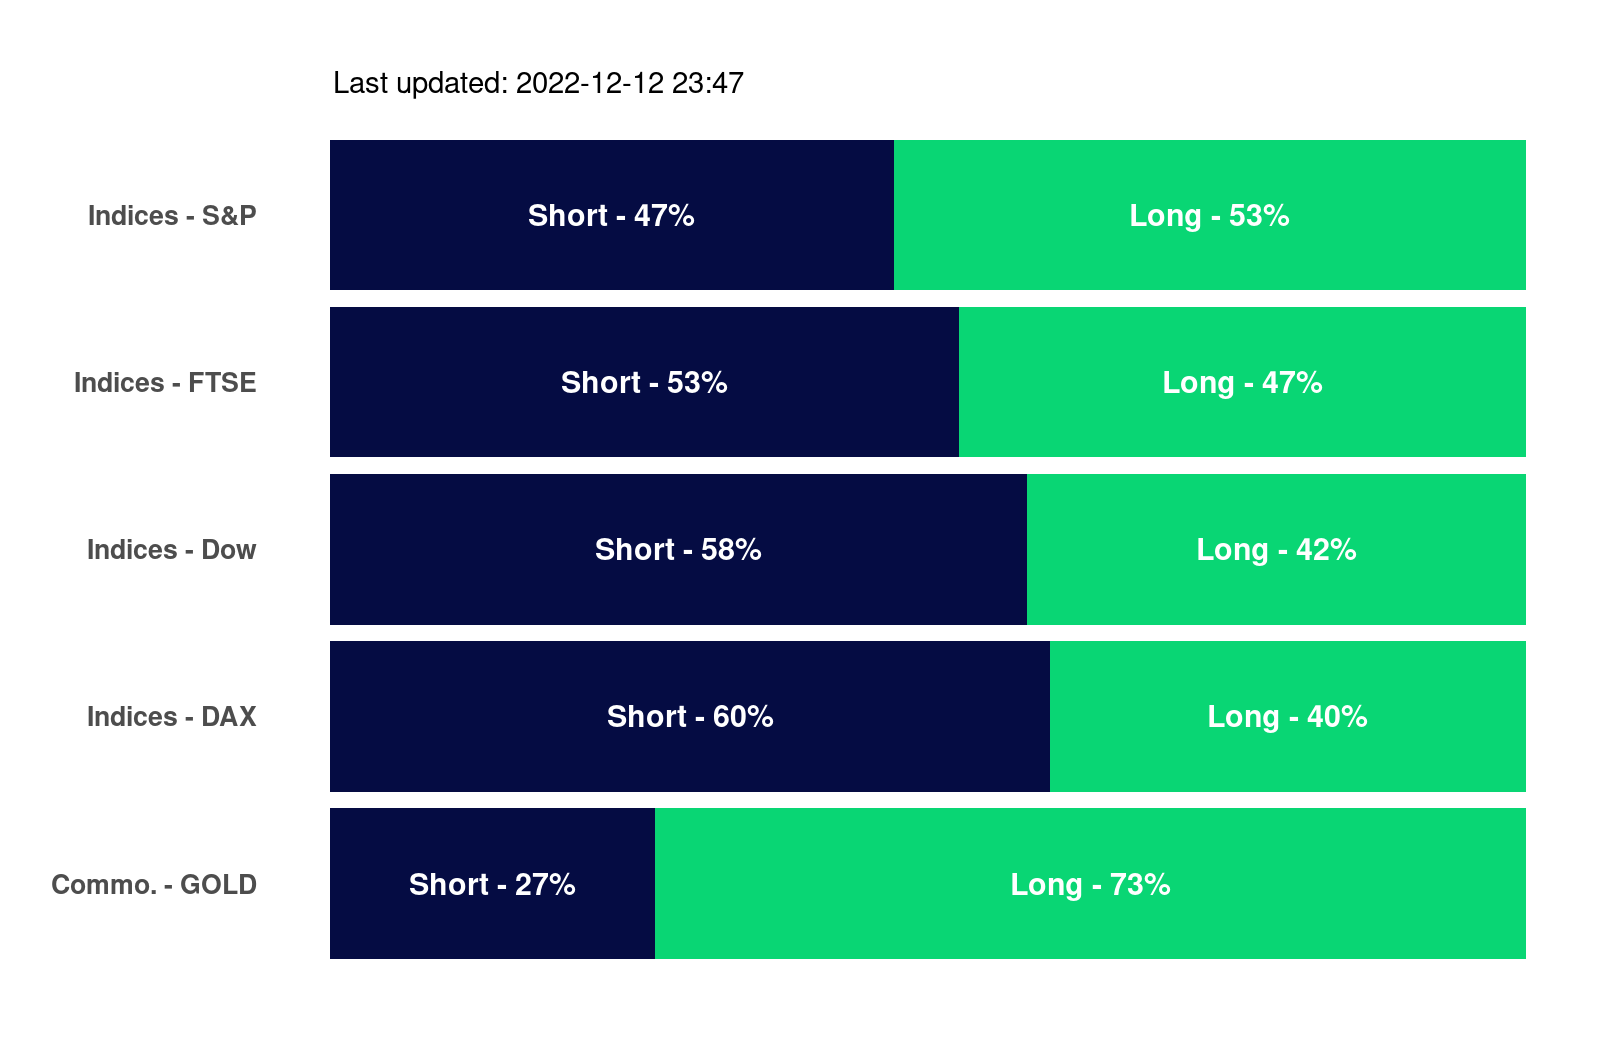 Last updated: 2022-12-12 23:47
Indices - S&P Short - 47% Long - 53%
Indices - FTSE Short - 53% Long - 47%
Indices - Dow Short - 58% Long - 42%
Indices - DAX Short - 60% Long - 40%
Commo. - GOLD Short - 27% Long - 73%